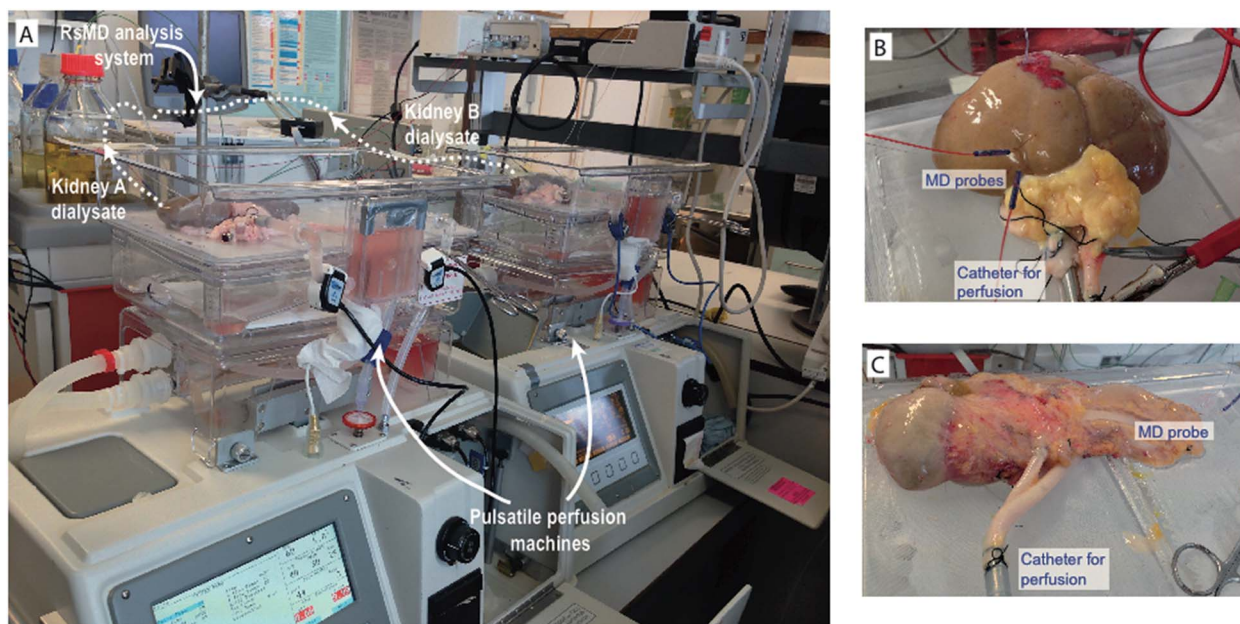 A
RsMD analysis
system
Kidney B
dialysate
Kidney A
dialysate
Pulsatile perfusion
machines
B
MD probes
Catheter for
perfusion
C
MD probe
Catheter for
perfusion